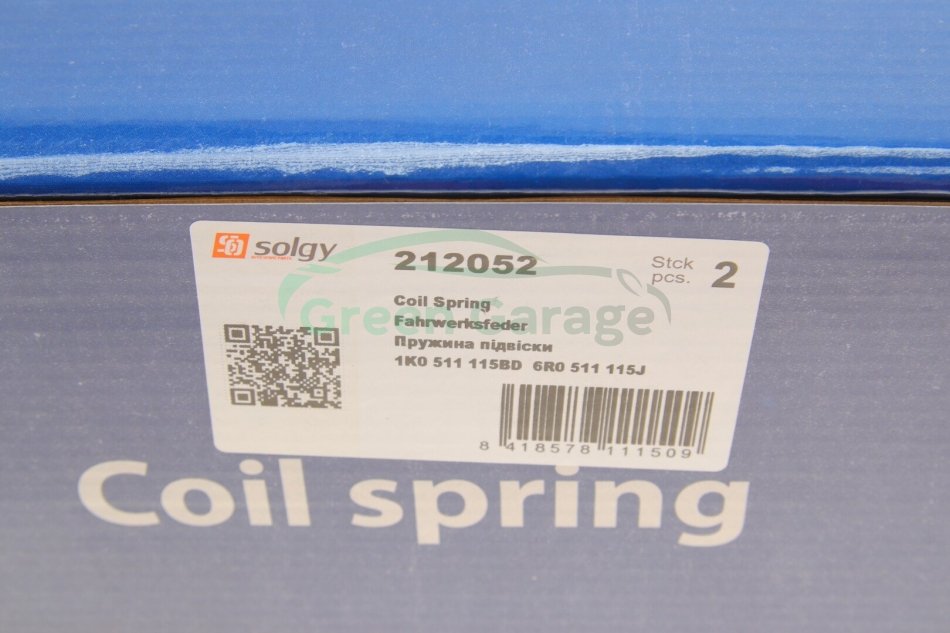 solgy
212052
Stck
pcs.
2
Coil Spring
Fahrwerksfeder
Пружина підвіски
1K0 511 115BD 6R0 511 115J
Green Garage
8 418578 111509
Coil spring